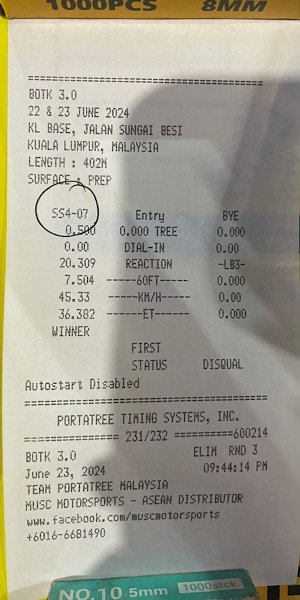 1000PCS 8MM
==================================
BOTK 3.0
22 & 23 JUNE 2024
KL BASE, JALAN SUNGAI BESI
KUALA LUMPUR, MALAYSIA
LENGTH : 402M
SURFACE : PREP
SS4-07 Entry BYE
0.500 0.000 TREE 0.000
0.00 DIAL-IN 0.00
20.309 REACTION -LB3-
7.504 ------60FT------ 0.000
45.33 ------KM/H------ 0.00
36.382 -------ET------- 0.000
WINNER
FIRST
STATUS DISQUAL
Autostart Disabled
==================================
PORTATREE TIMING SYSTEMS, INC.
============== 231/232 ==========600214
BOTK 3.0 ELIM RND 3
June 23, 2024 09:44:14 PM
TEAM PORTATREE MALAYSIA
MUSC MOTORSPORTS - ASEAN DISTRIBUTOR
www.facebook.com/muscmotorsports
+6016-6681490
NO.10 5mm 1000stck.